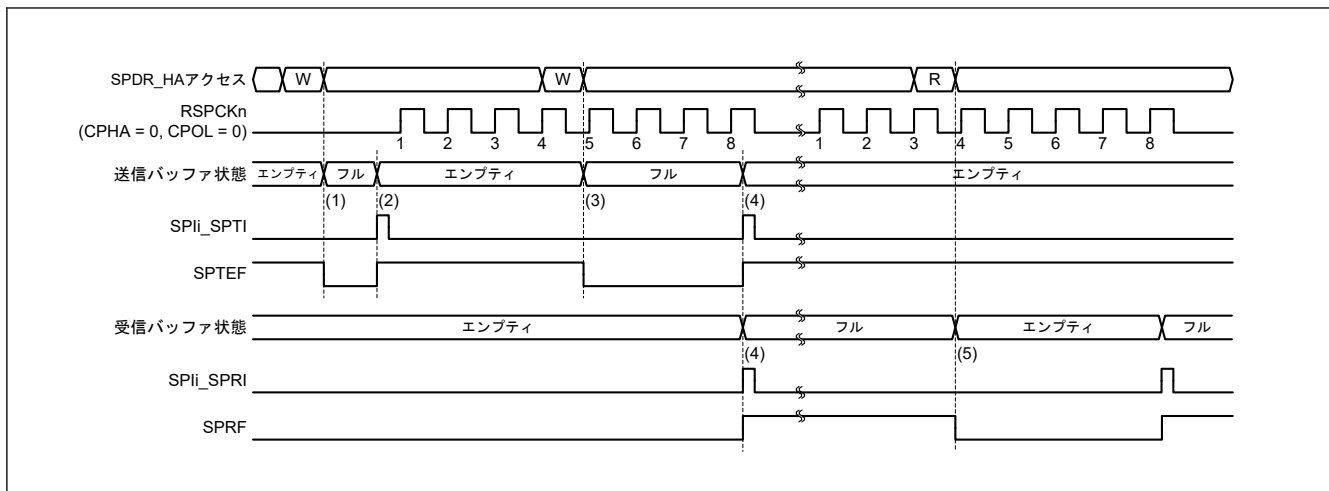 SPDR_HAアクセス W W R
RSPCKn
(CPHA = 0, CPOL = 0)
1 2 3 4 5 6 7 8 1 2 3 4 5 6 7 8
送信バッファ状態 エンプティ フル エンプティ フル エンプティ
(1) (2) (3) (4)
SPIi_SPTI
SPTEF
受信バッファ状態 エンプティ フル エンプティ フル
(4) (5)
SPIi_SPRI
SPRF